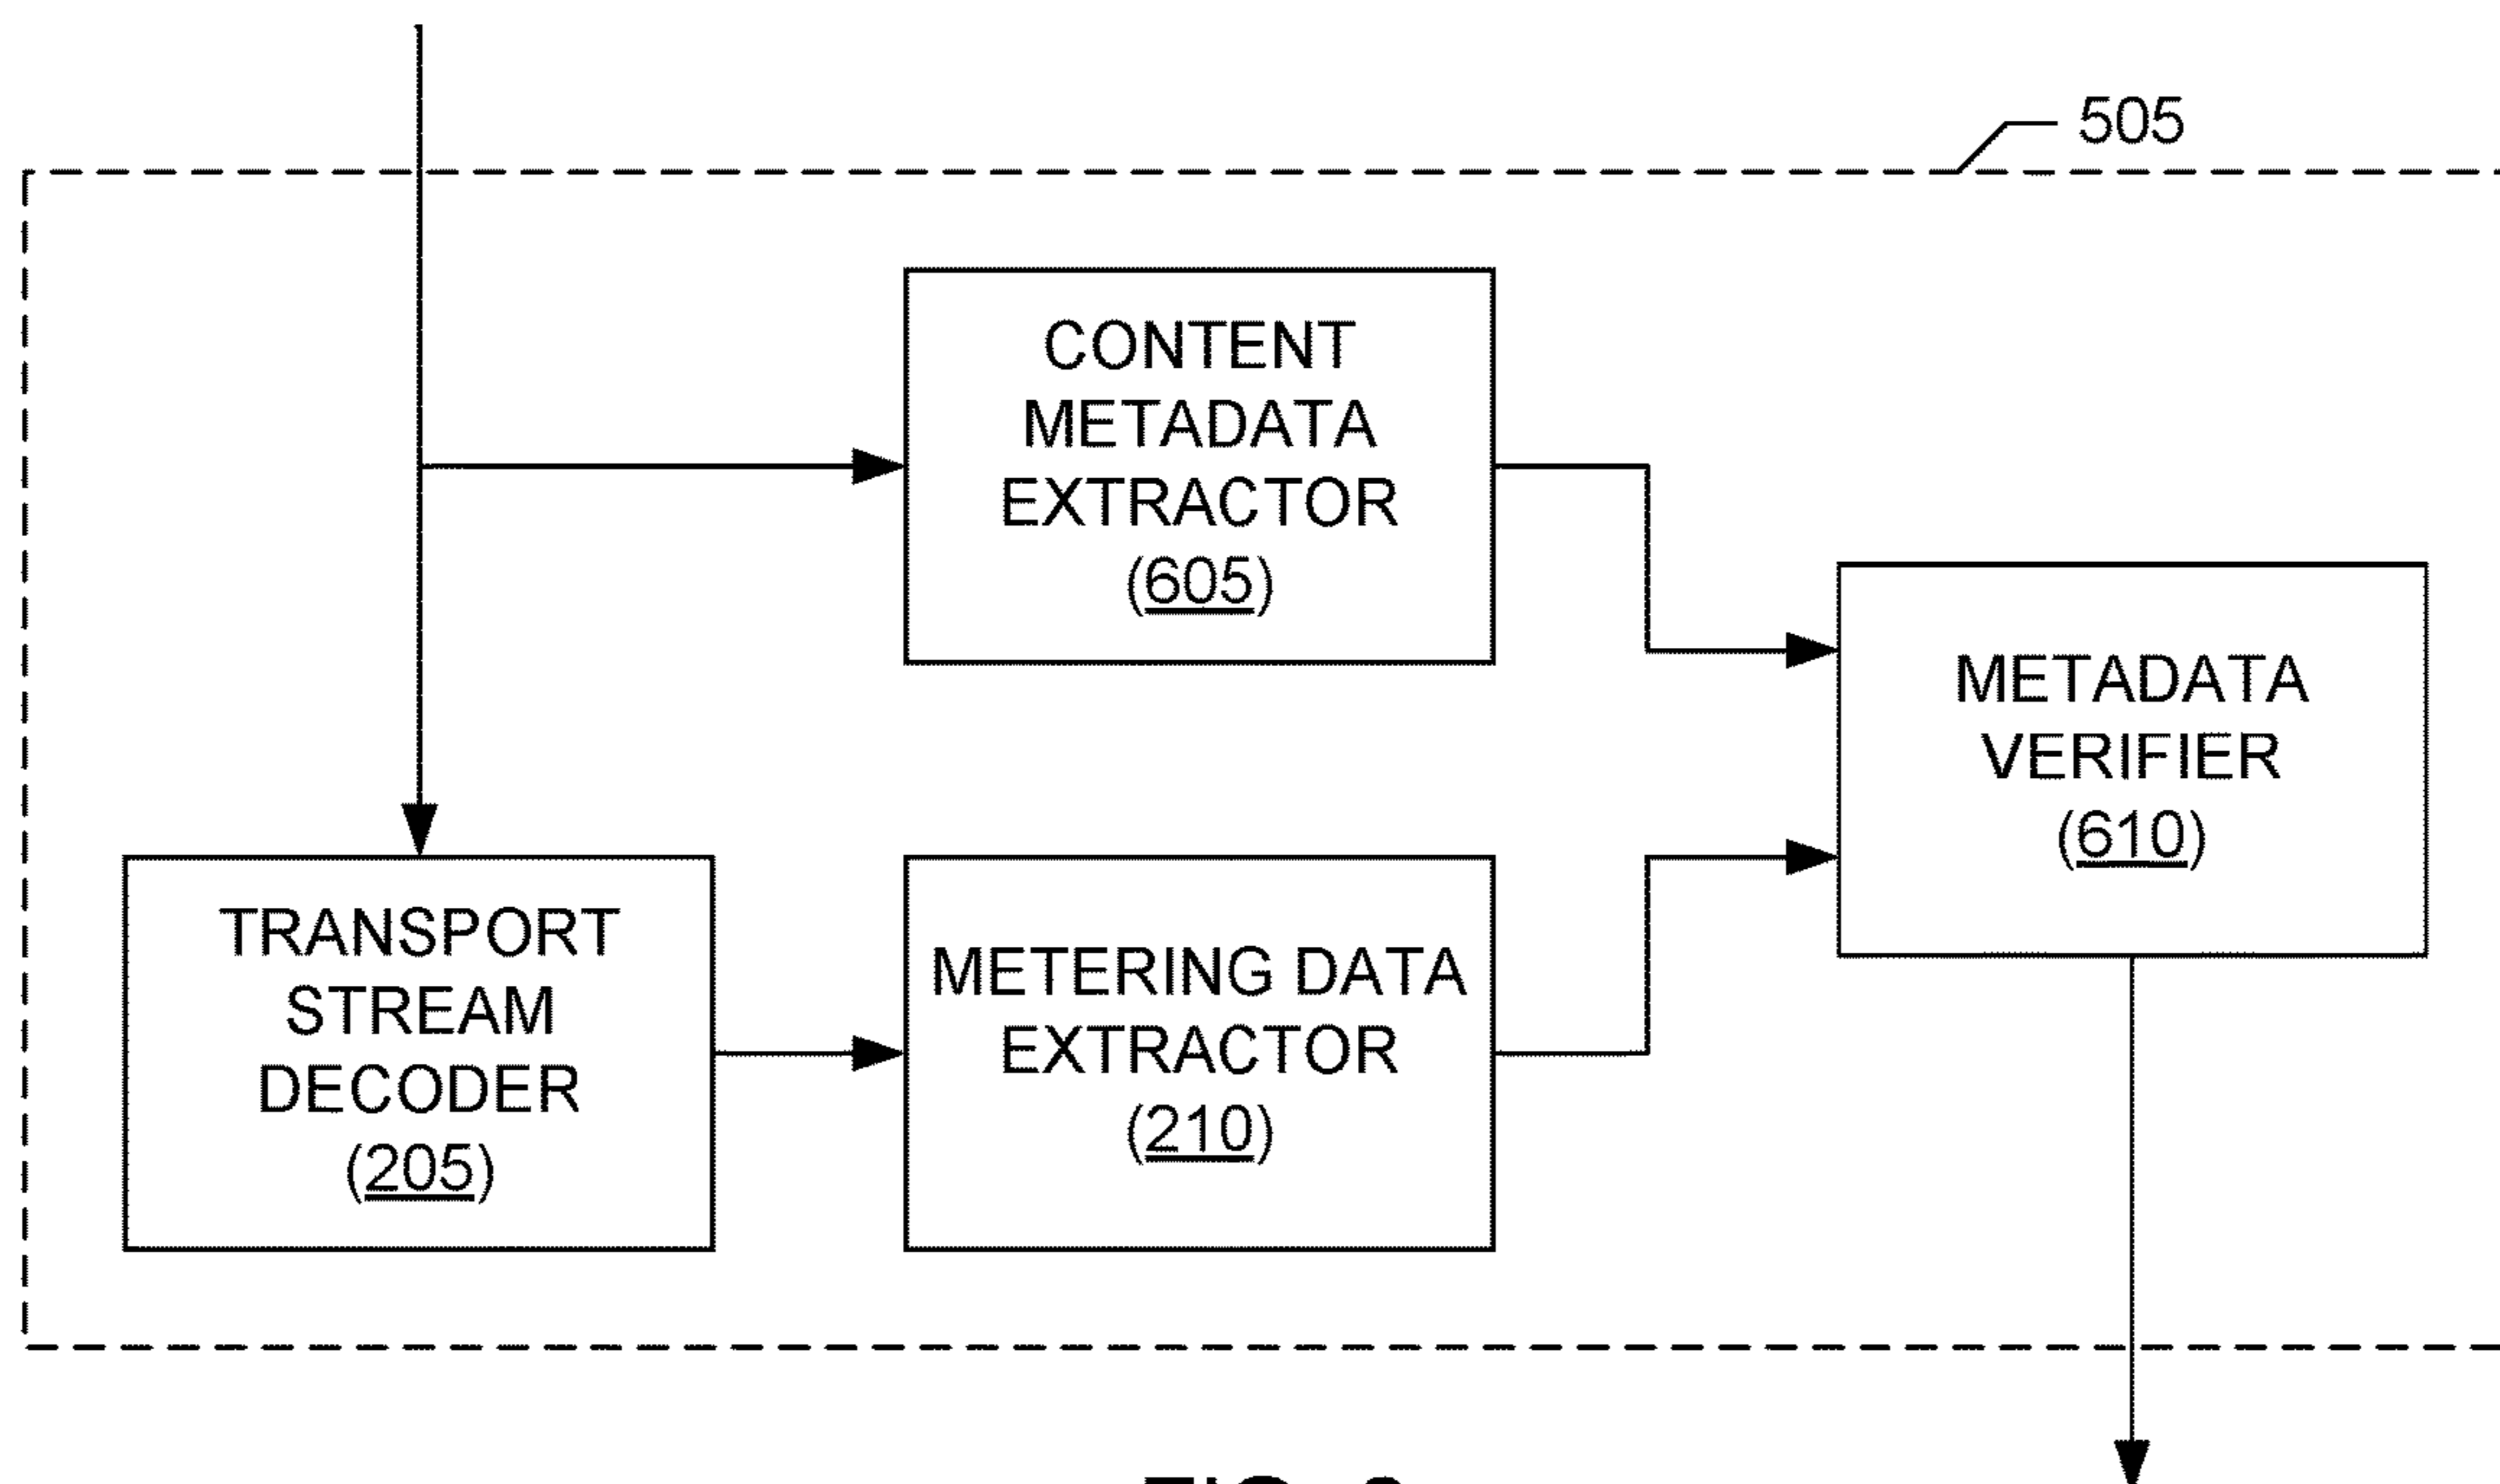 505
CONTENT
METADATA
EXTRACTOR
(605)
METADATA
VERIFIER
(610)
TRANSPORT
STREAM
DECODER
(205)
METERING DATA
EXTRACTOR
(210)